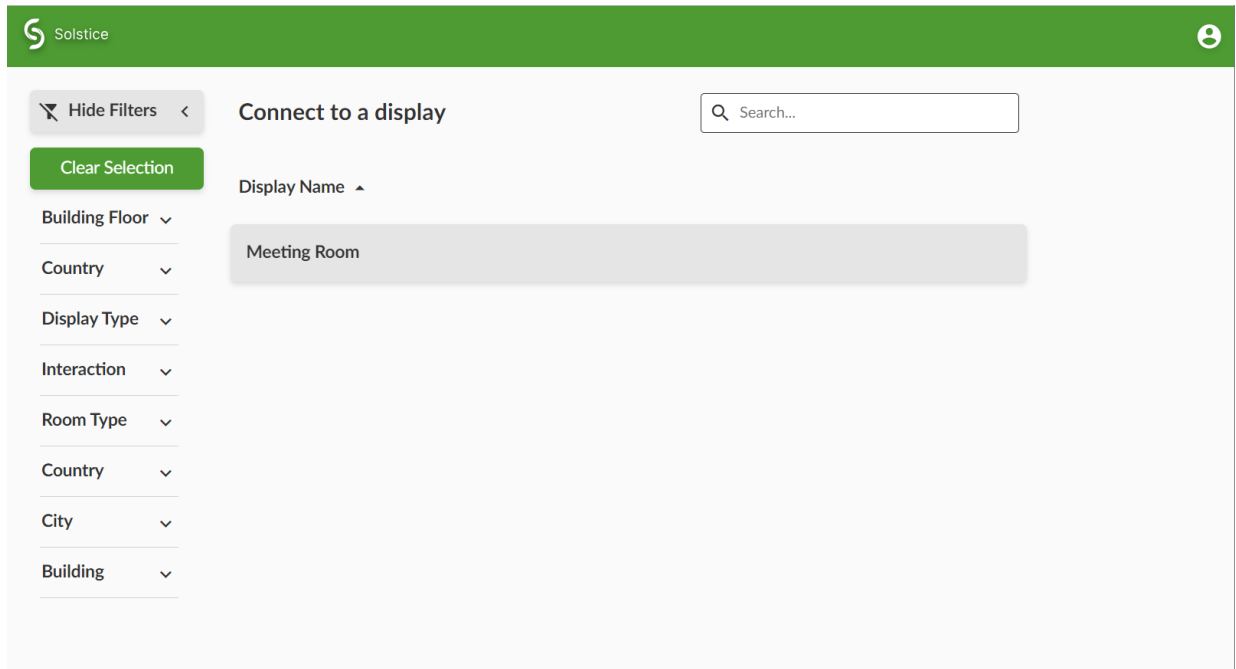 Solstice
Hide Filters
Connect to a display
Search...
Clear Selection
Display Name
Building Floor
Meeting Room
Country
Display Type
Interaction
Room Type
Country
City
Building